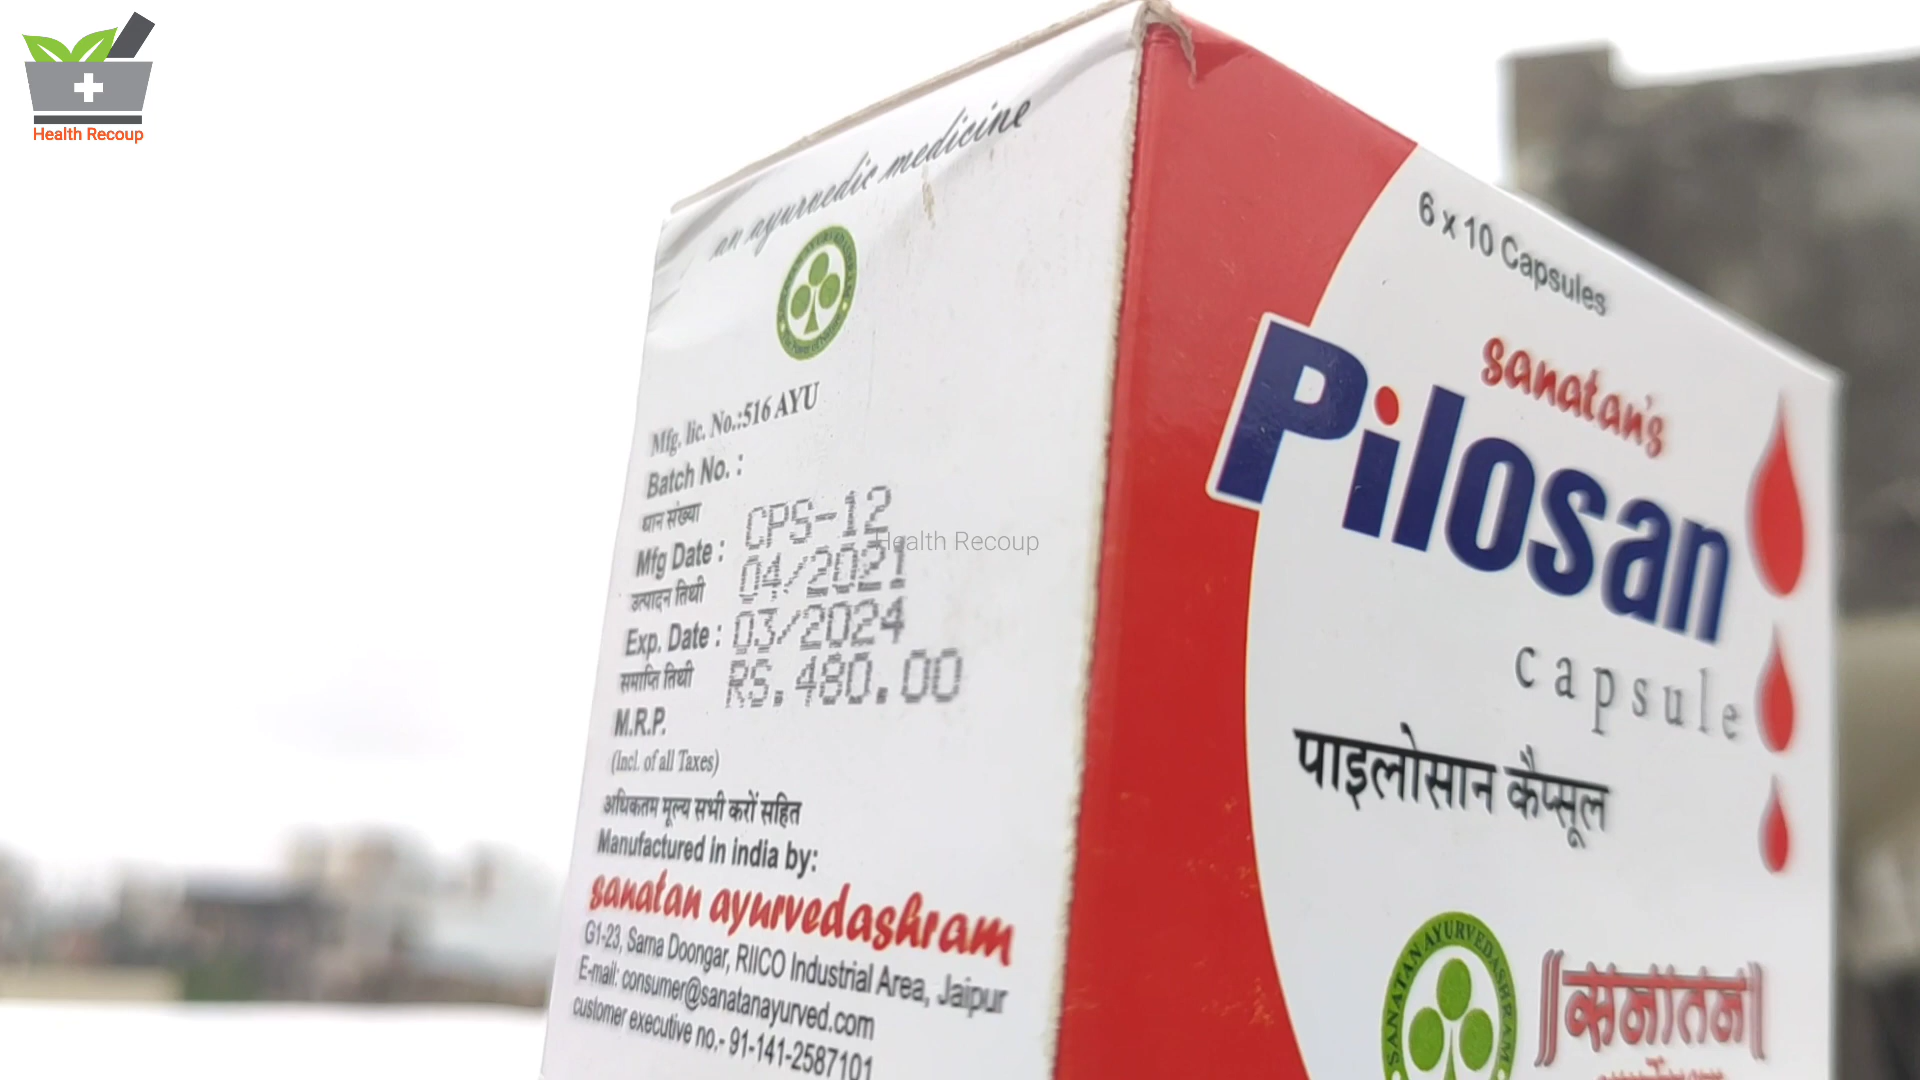 Health Recoup
an ayurvedic medicine
Mfg. lic. No.:516 AYU
Batch No. :
घान संख्या
CPS-12
Mfg Date :
04/2021
उत्पादन तिथी
Exp. Date :
03/2024
समाप्ति तिथी
RS.480.00
M.R.P.
(Incl. of all Taxes)
अधिकतम मूल्य सभी करों सहित
Manufactured in india by:
sanatan ayurvedashram
G1-23, Sarna Doongar, RIICO Industrial Area, Jaipur
E-mail: consumer@sanatanayurved.com
customer executive no.- 91-141-2587101
Health Recoup
6 x 10 Capsules
sanatan's
Pilosan
capsule
पाइलोसान कैप्सूल
SANATAN AYURVEDASHRAM
सनातन